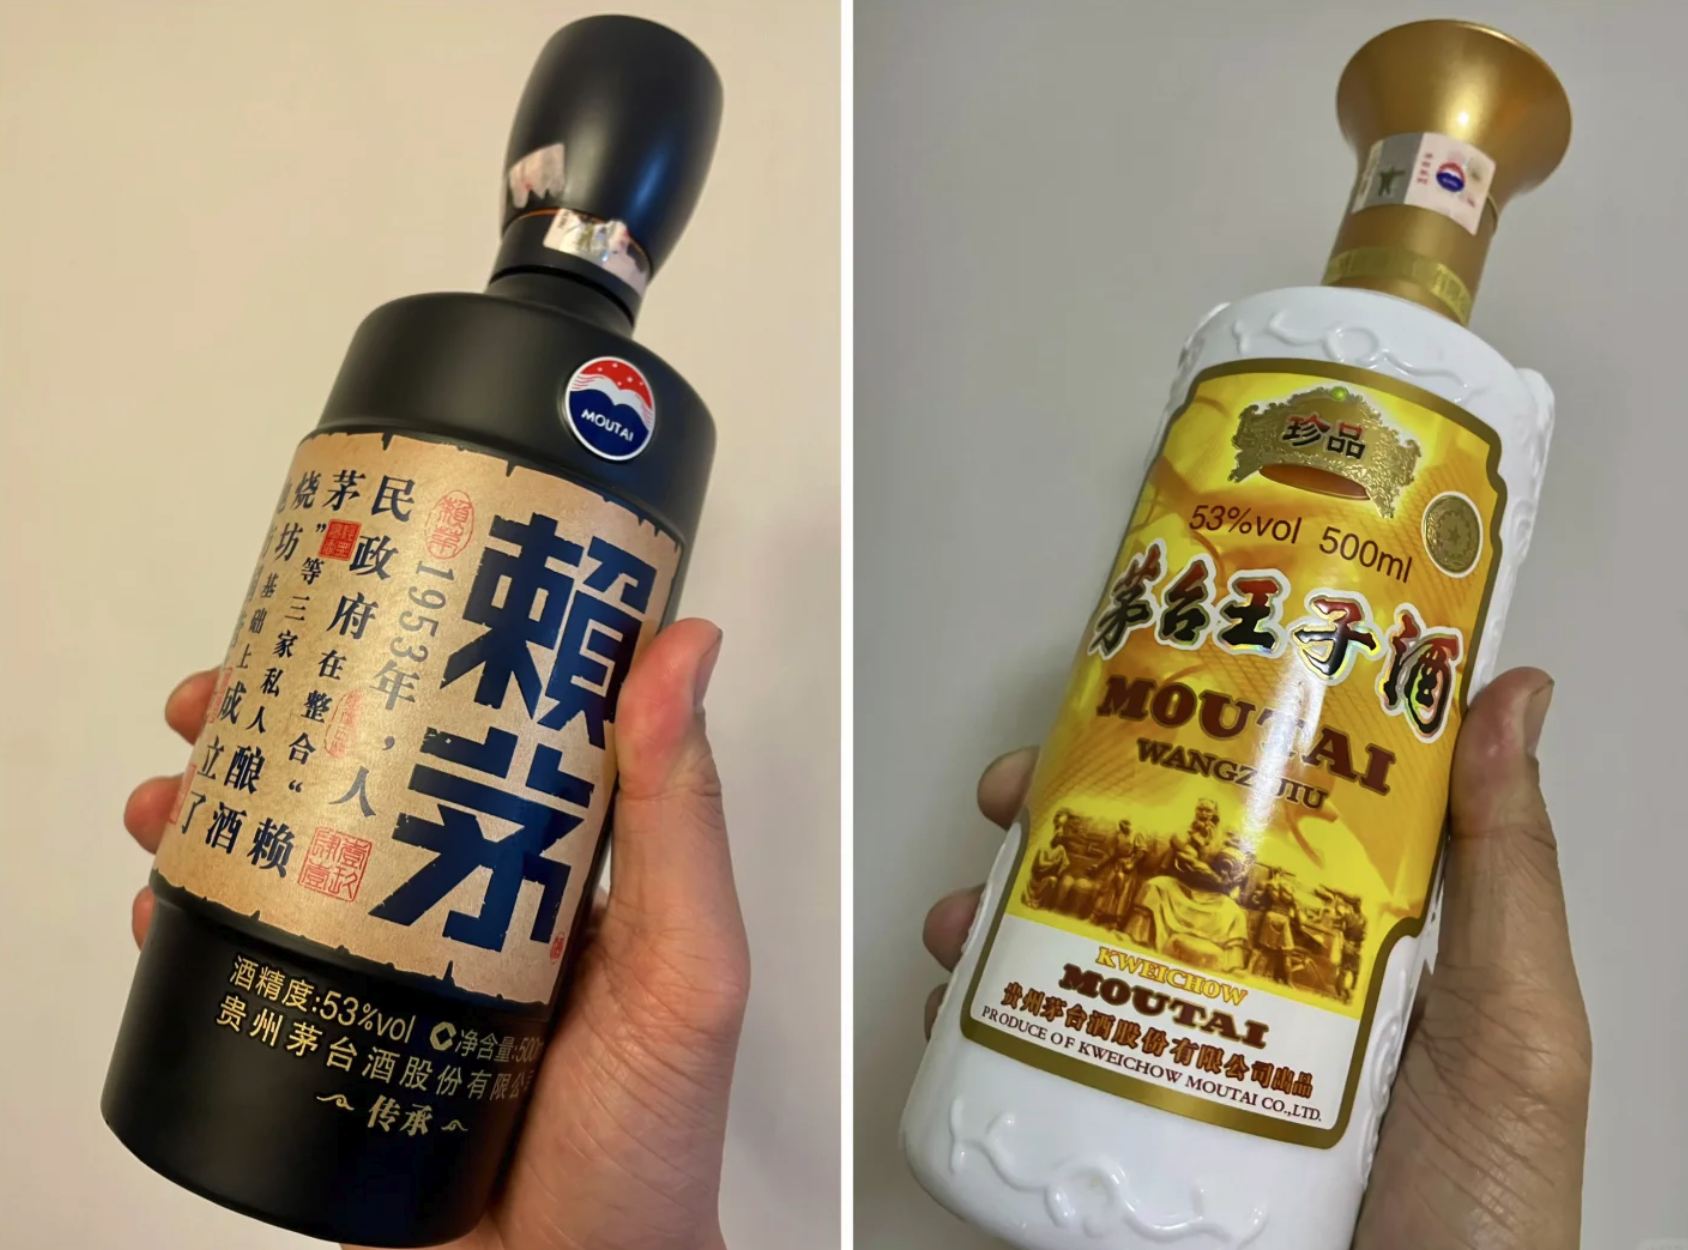 MOUTAI
賴茅
1953年，人
民政府在整合“
赖茅
烧坊”等三家私人酿酒
基础上成立了
酒精度:53%vol 净含量:500
贵州茅台酒股份有限公
传承
珍品
53%vol 500ml
茅台王子酒
MOUTAI
WANGZIJIU
KWEICHOW
MOUTAI
贵州茅台酒股份有限公司出品
PRODUCE OF KWEICHOW MOUTAI CO.,LTD.